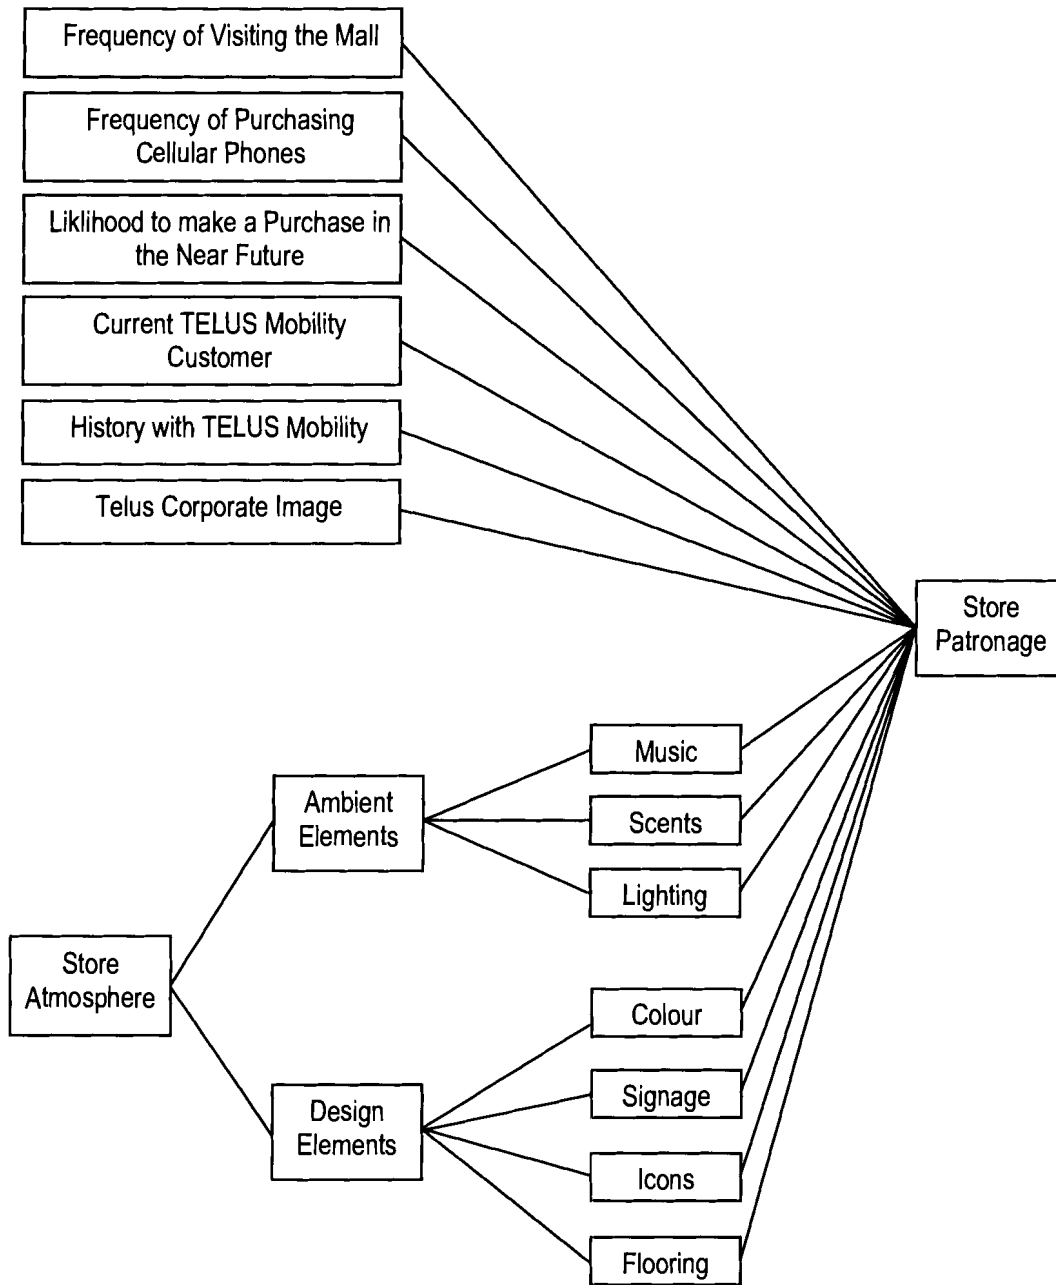 Frequency of Visiting the Mall
Frequency of Purchasing
Cellular Phones
Liklihood to make a Purchase in
the Near Future
Current TELUS Mobility
Customer
History with TELUS Mobility
Telus Corporate Image
Store
Patronage
Music
Ambient
Elements
Scents
Lighting
Store
Atmosphere
Colour
Signage
Design
Elements
Icons
Flooring